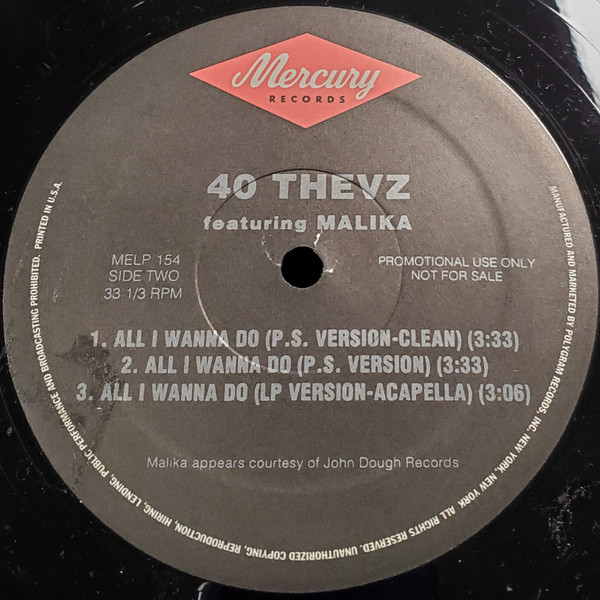 Mercury
RECORDS
40 THEVZ
featuring MALIKA
MELP 154
SIDE TWO
33 1/3 RPM
PROMOTIONAL USE ONLY
NOT FOR SALE
1. ALL I WANNA DO (P.S. VERSION-CLEAN) (3:33)
2. ALL I WANNA DO (P.S. VERSION) (3:33)
3. ALL I WANNA DO (LP VERSION-ACAPELLA) (3:06)
Malika appears courtesy of John Dough Records
MANUFACTURED AND MARKETED BY POLYGRAM RECORDS, INC. NEW YORK, NEW YORK. ALL RIGHTS RESERVED. UNAUTHORIZED COPYING, REPRODUCTION, HIRING, LENDING, PUBLIC PERFORMANCE AND BROADCASTING PROHIBITED. PRINTED IN U.S.A.